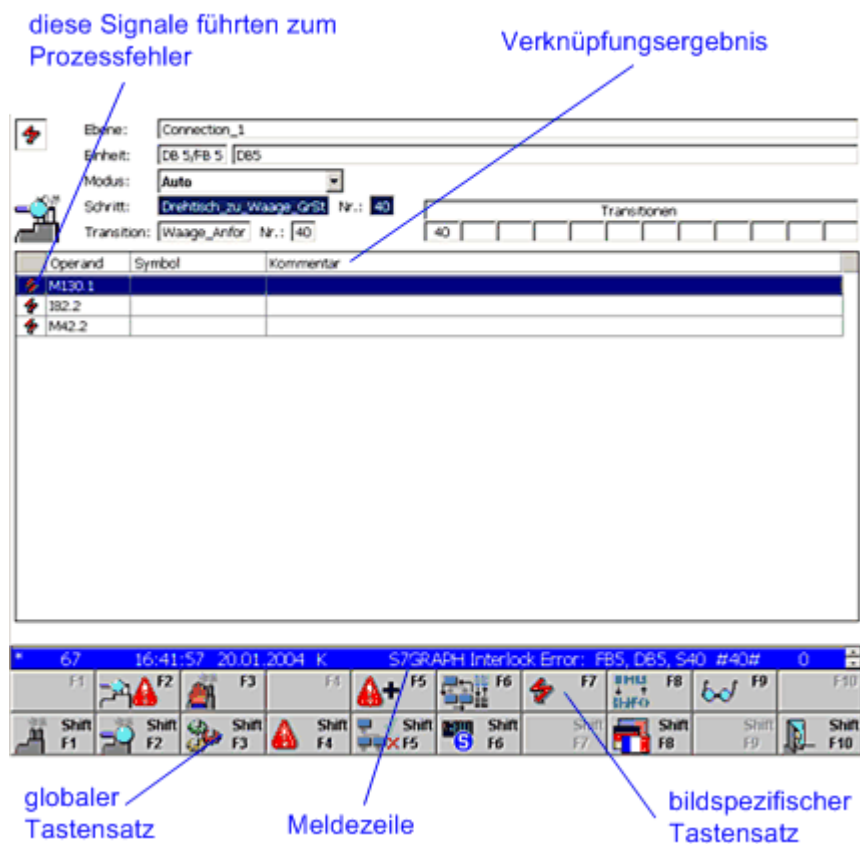 diese Signale führten zum
Prozessfehler
Verknüpfungsergebnis
Ebene: Connection_1
Einheit: DB 5/FB 5 DB5
Modus: Auto
Schritt: Drehtisch_zu_Waage_GrSt Nr.: 40
Transitionen
Transition: Waage_Anfor Nr.: 40 40
Operand Symbol Kommentar
M130.1
I82.2
M42.2
* 67 16:41:57 20.01.2004 K S7GRAPH Interlock Error: FB5, DB5, S40 #40# 0
F1 F2 F3 F4 F5 F6 F7 F8 F9 F10
Shift Shift Shift Shift Shift Shift Shift Shift Shift Shift
F1 F2 F3 F4 F5 S F6 F7 F8 F9 F10
globaler
Tastensatz
Meldezeile
bildspezifischer
Tastensatz